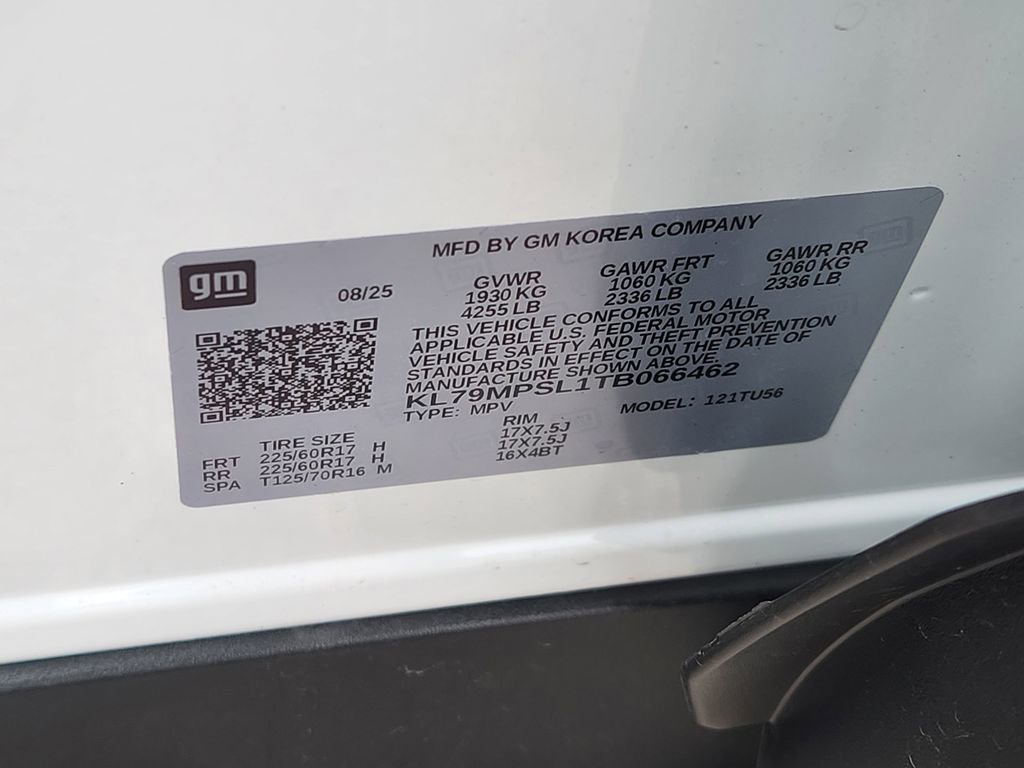 gm
MFD BY GM KOREA COMPANY
08/25
GVWR GAWR FRT GAWR RR
1930 KG 1060 KG 1060 KG
4255 LB 2336 LB 2336 LB
THIS VEHICLE CONFORMS TO ALL
APPLICABLE U.S. FEDERAL MOTOR
VEHICLE SAFETY AND THEFT PREVENTION
STANDARDS IN EFFECT ON THE DATE OF
MANUFACTURE SHOWN ABOVE.
KL79MPSL1TB066462
TYPE: MPV MODEL: 121TU56
TIRE SIZE RIM
FRT 225/60R17 H 17X7.5J
RR 225/60R17 H 17X7.5J
SPA T125/70R16 M 16X4BT